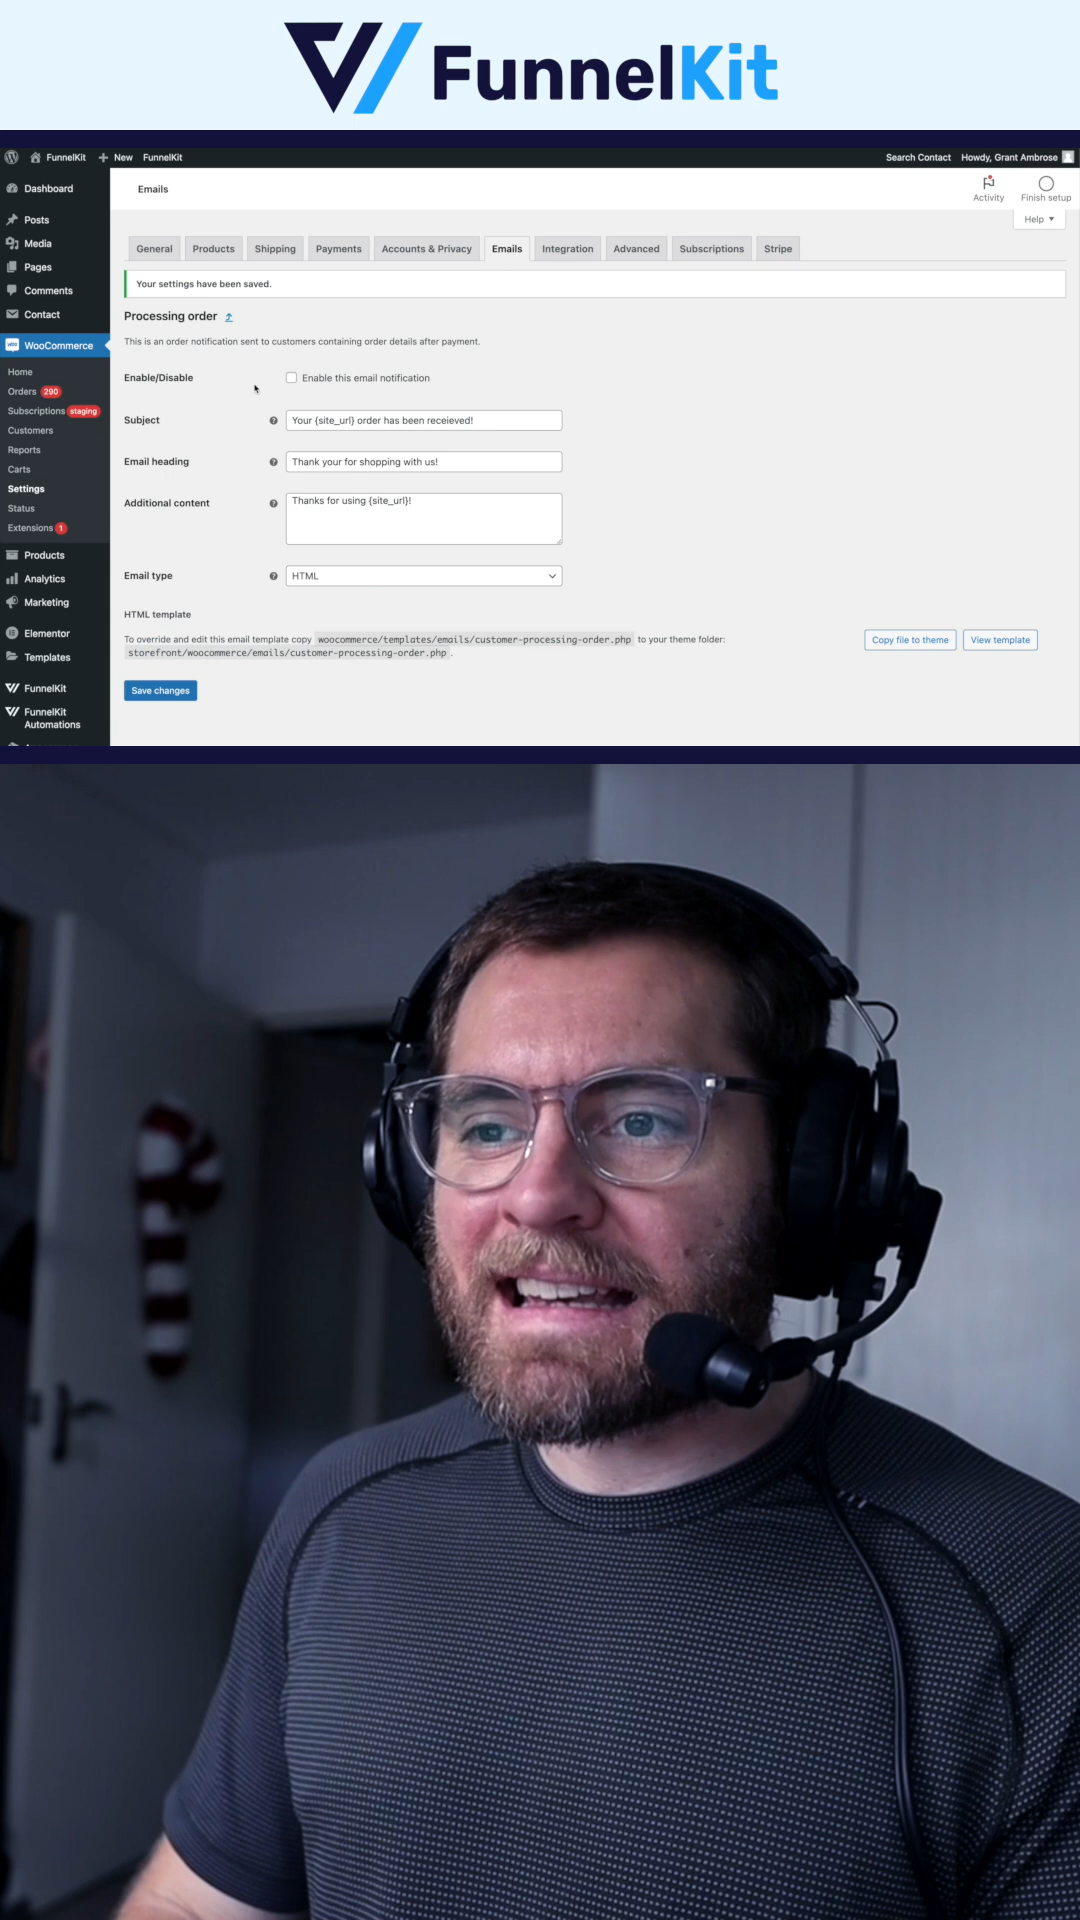 FunnelKit
FunnelKit New FunnelKit Search Contact Howdy, Grant Ambrose
Dashboard
Posts
Media
Pages
Comments
Contact
WooCommerce
Home
Orders 290
Subscriptions staging
Customers
Reports
Carts
Settings
Status
Extensions 1
Products
Analytics
Marketing
Elementor
Templates
FunnelKit
FunnelKit
Automations
Emails
Activity Finish setup
Help
General Products Shipping Payments Accounts & Privacy Emails Integration Advanced Subscriptions Stripe
Your settings have been saved.
Processing order
This is an order notification sent to customers containing order details after payment.
Enable/Disable Enable this email notification
Subject Your {site_url} order has been receieved!
Email heading Thank your for shopping with us!
Additional content Thanks for using {site_url}!
Email type HTML
HTML template
To override and edit this email template copy woocommerce/templates/emails/customer-processing-order.php to your theme folder:
storefront/woocommerce/emails/customer-processing-order.php .
Copy file to theme View template
Save changes